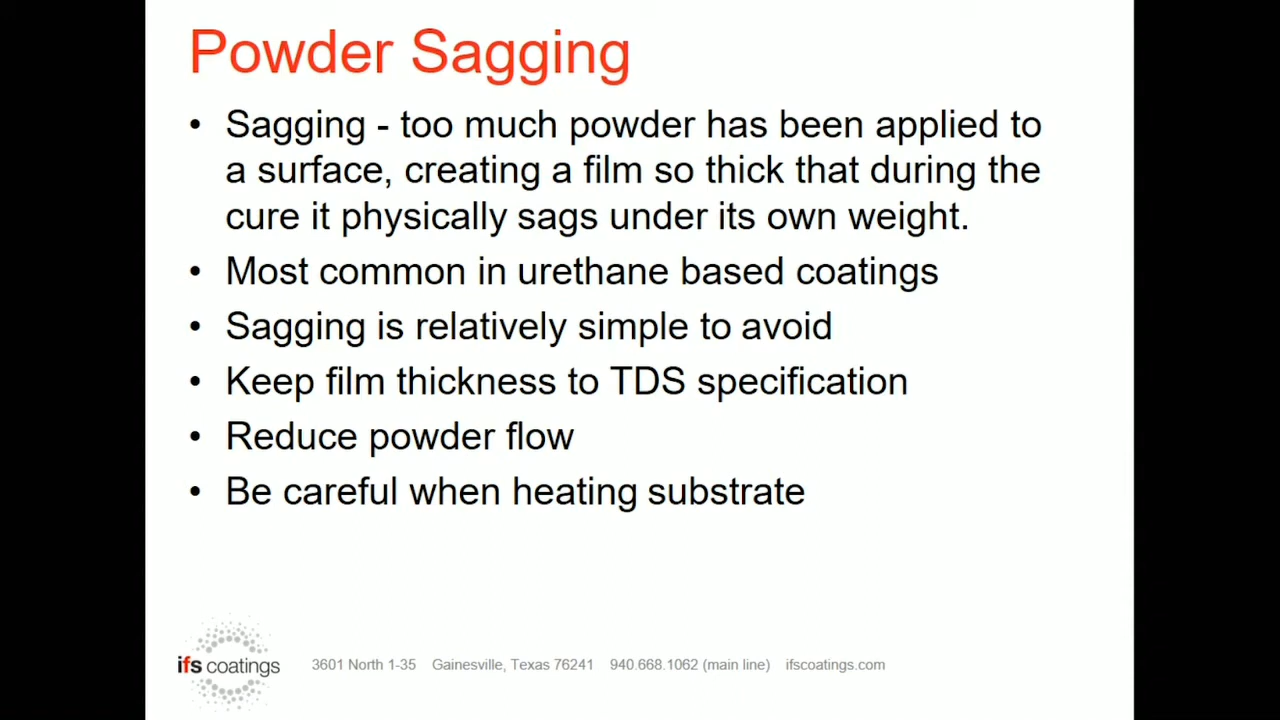 Powder Sagging
• Sagging - too much powder has been applied to
a surface, creating a film so thick that during the
cure it physically sags under its own weight.
• Most common in urethane based coatings
• Sagging is relatively simple to avoid
• Keep film thickness to TDS specification
• Reduce powder flow
• Be careful when heating substrate
ifs coatings 3601 North 1-35 Gainesville, Texas 76241 940.668.1062 (main line) ifscoatings.com